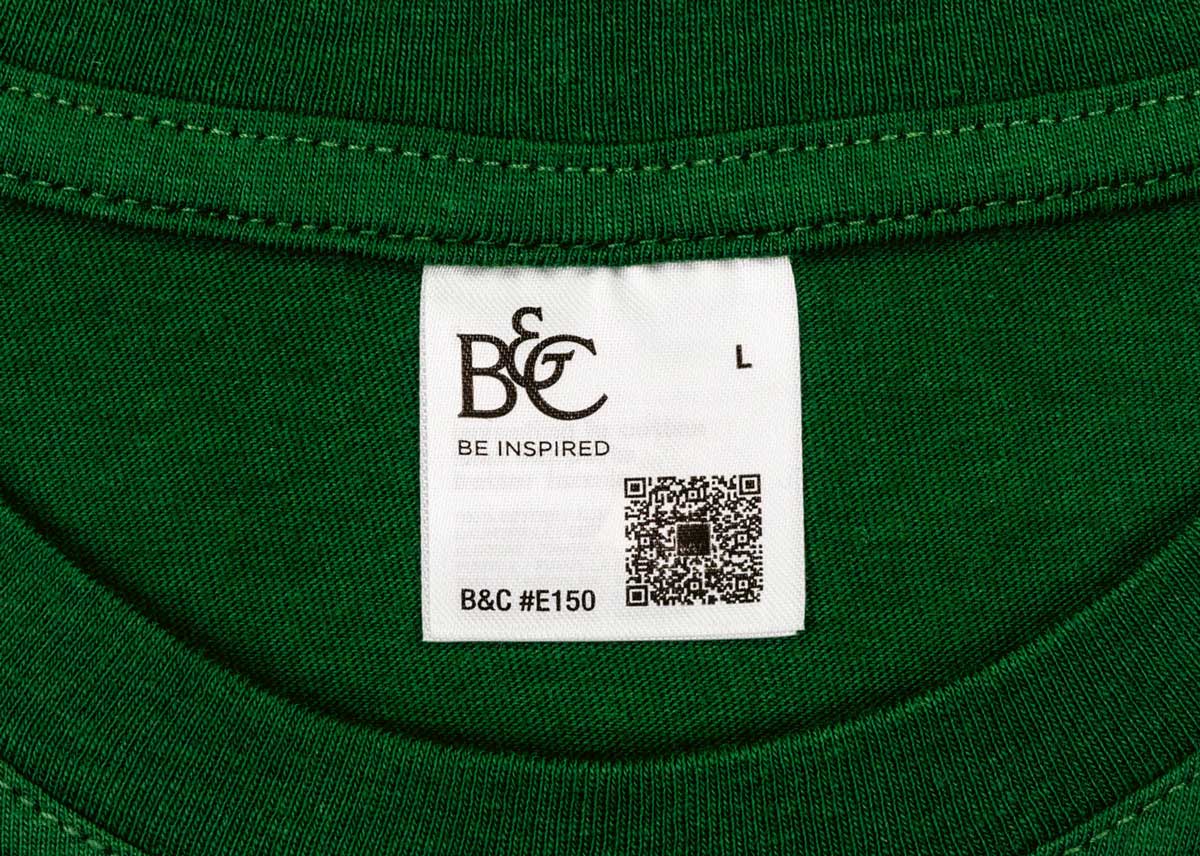 B&C
L
BE INSPIRED
B&C #E150